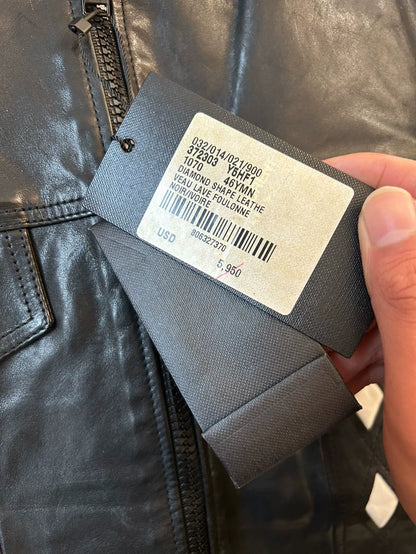 032/014/021/900
372303 Y5HF1
1070 46YMN
DIAMOND SHAPE LEATHE
VEAU LAVE FOULONNE
NOIR/IVOIRE
806327370
USD 5,950